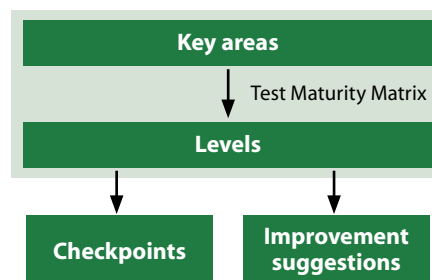 Key areas
Test Maturity Matrix
Levels
Checkpoints
Improvement
suggestions